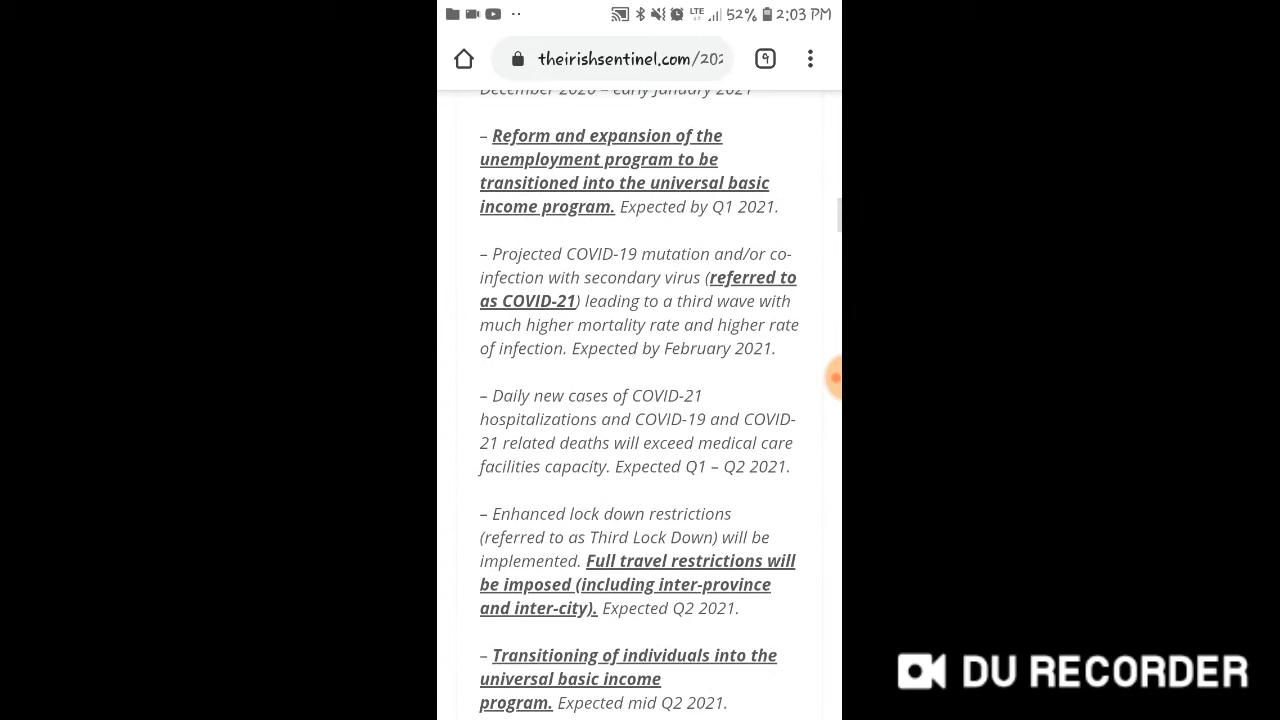 LTE 52% 2:03 PM
theirishsentinel.com/202
9
December 2020 – early January 2021
– Reform and expansion of the
unemployment program to be
transitioned into the universal basic
income program. Expected by Q1 2021.
– Projected COVID-19 mutation and/or co-
infection with secondary virus (referred to
as COVID-21) leading to a third wave with
much higher mortality rate and higher rate
of infection. Expected by February 2021.
– Daily new cases of COVID-21
hospitalizations and COVID-19 and COVID-
21 related deaths will exceed medical care
facilities capacity. Expected Q1 – Q2 2021.
– Enhanced lock down restrictions
(referred to as Third Lock Down) will be
implemented. Full travel restrictions will
be imposed (including inter-province
and inter-city). Expected Q2 2021.
– Transitioning of individuals into the
universal basic income
program. Expected mid Q2 2021.
DU RECORDER